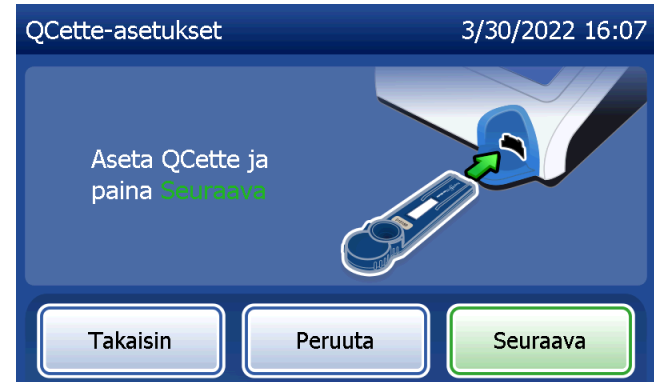 QCette-asetukset 3/30/2022 16:07
Aseta QCette ja
paina Seuraava
Takaisin Peruuta Seuraava